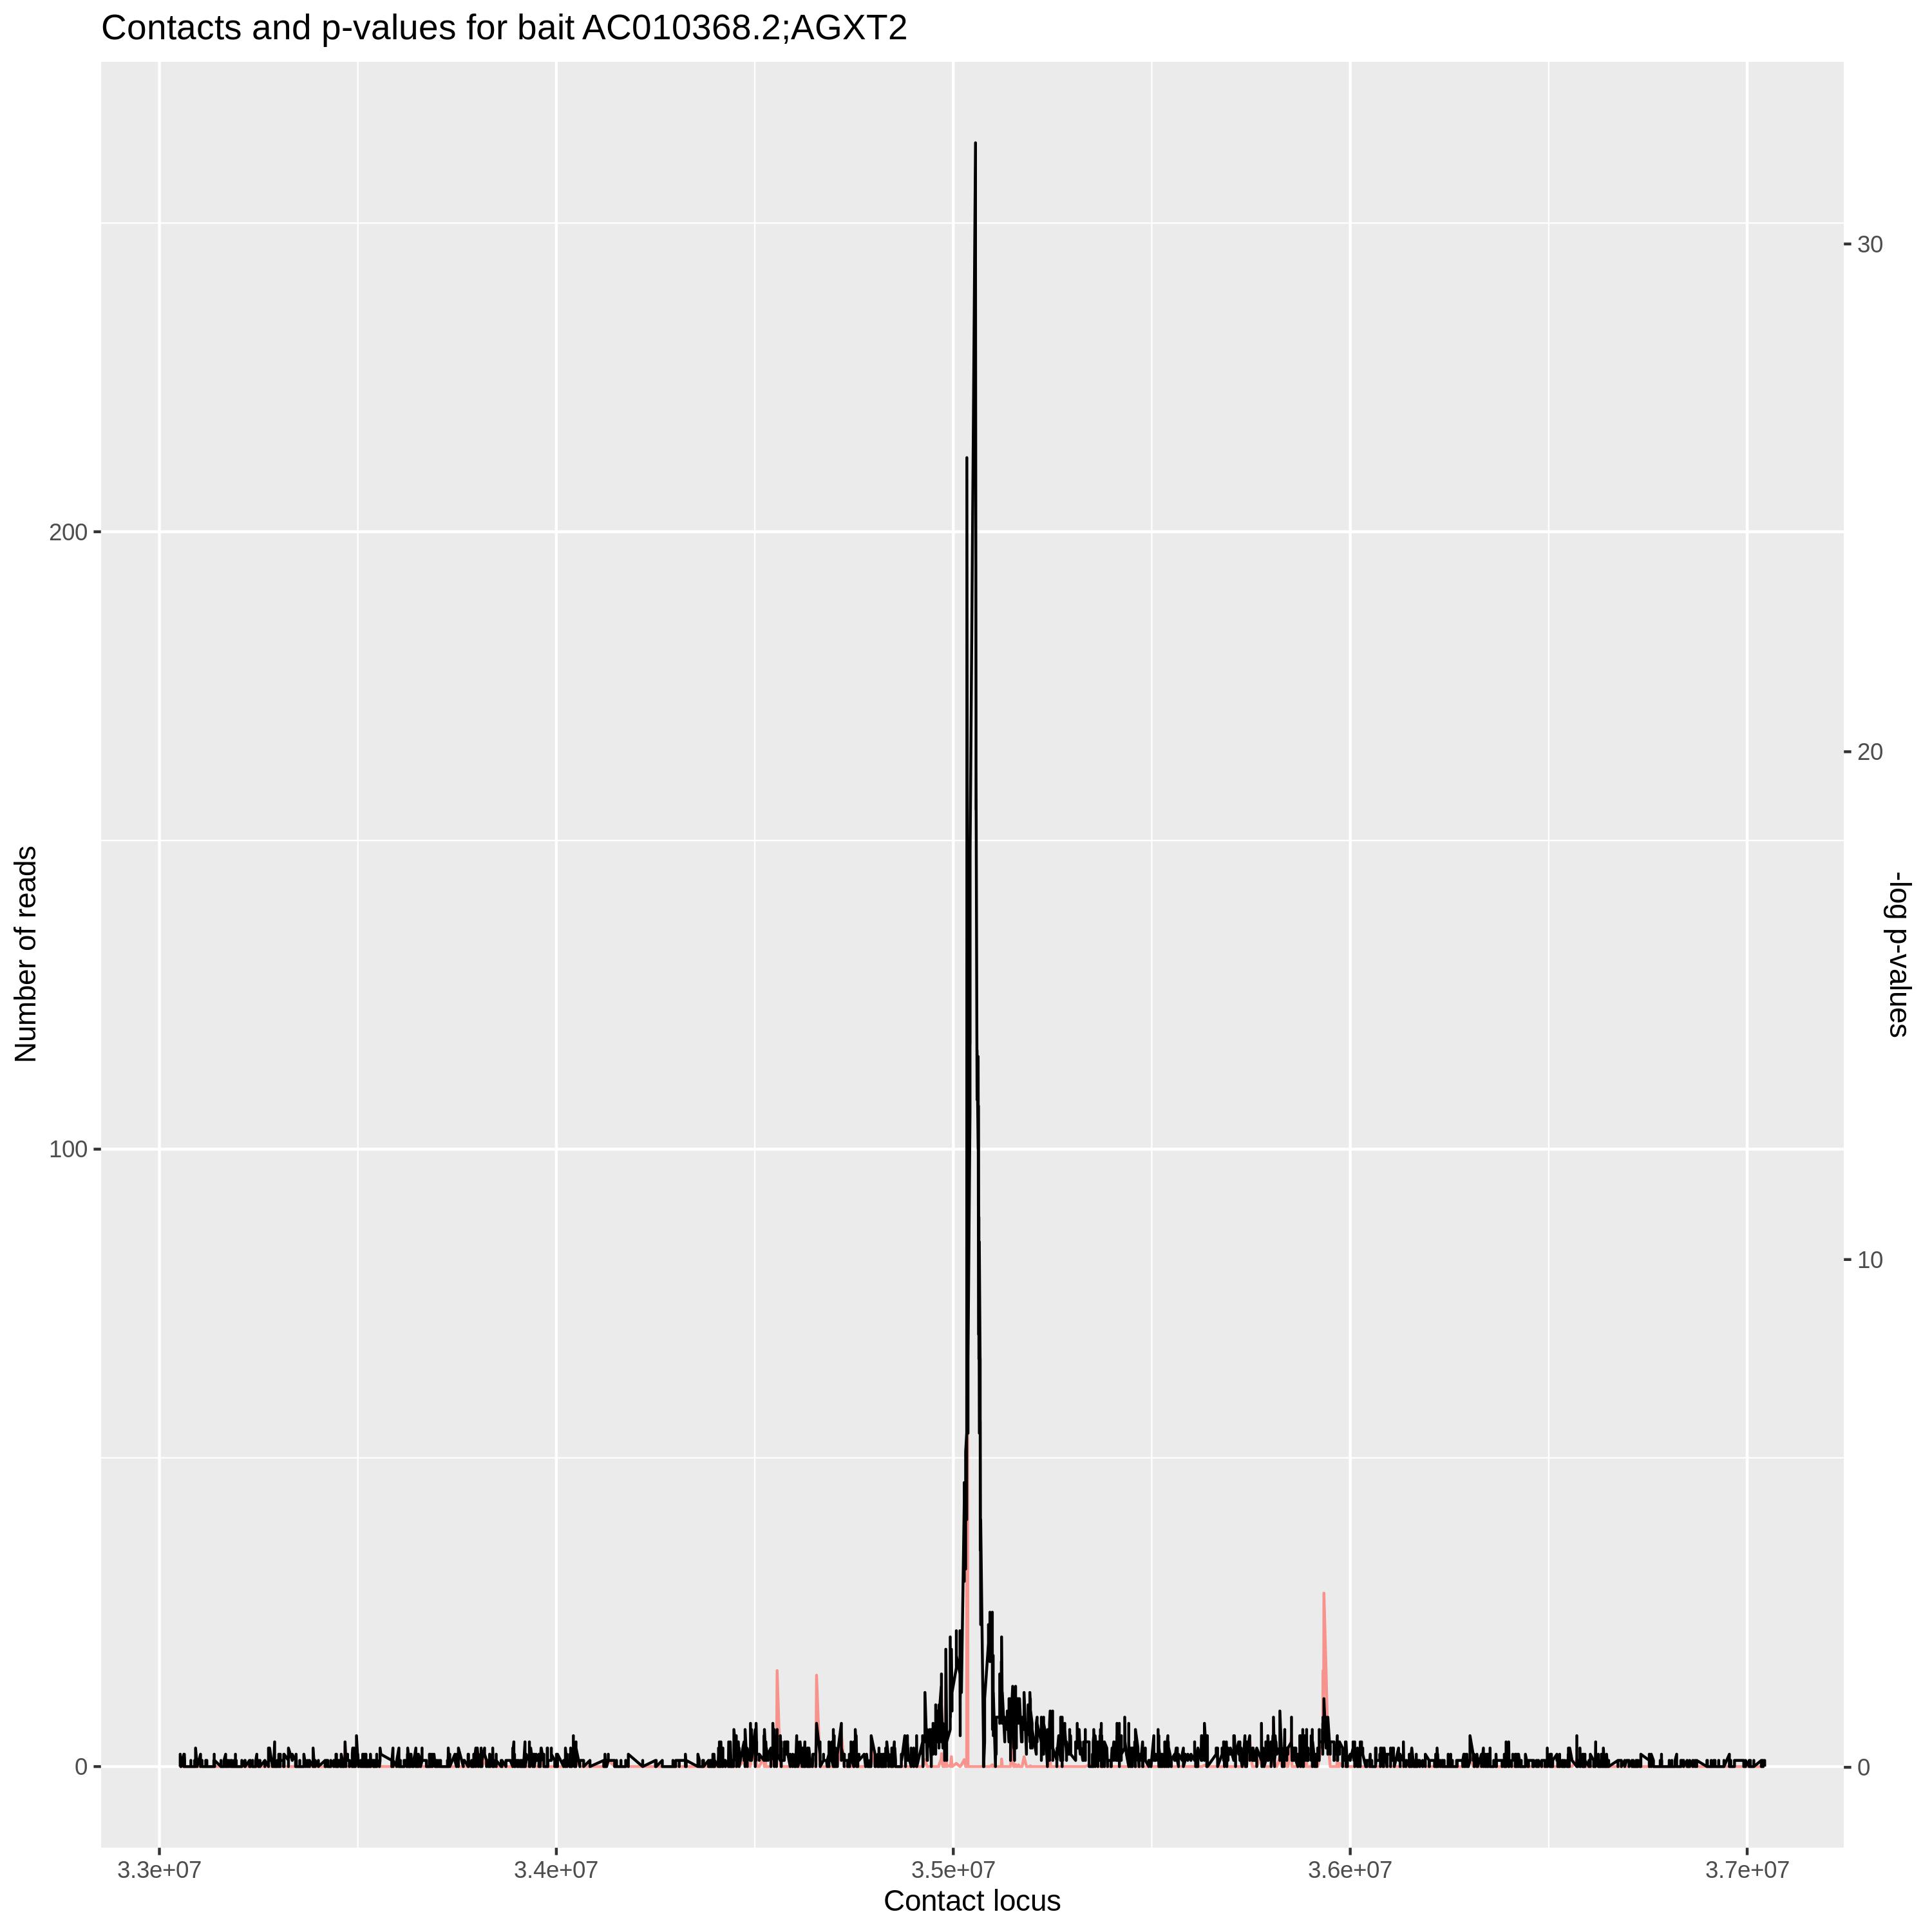 Contacts and p-values for bait AC010368.2;AGXT2
Number of reads
200
100
0
-log p-values
30
20
10
0
3.3e+07
3.4e+07
3.5e+07
3.6e+07
3.7e+07
Contact locus